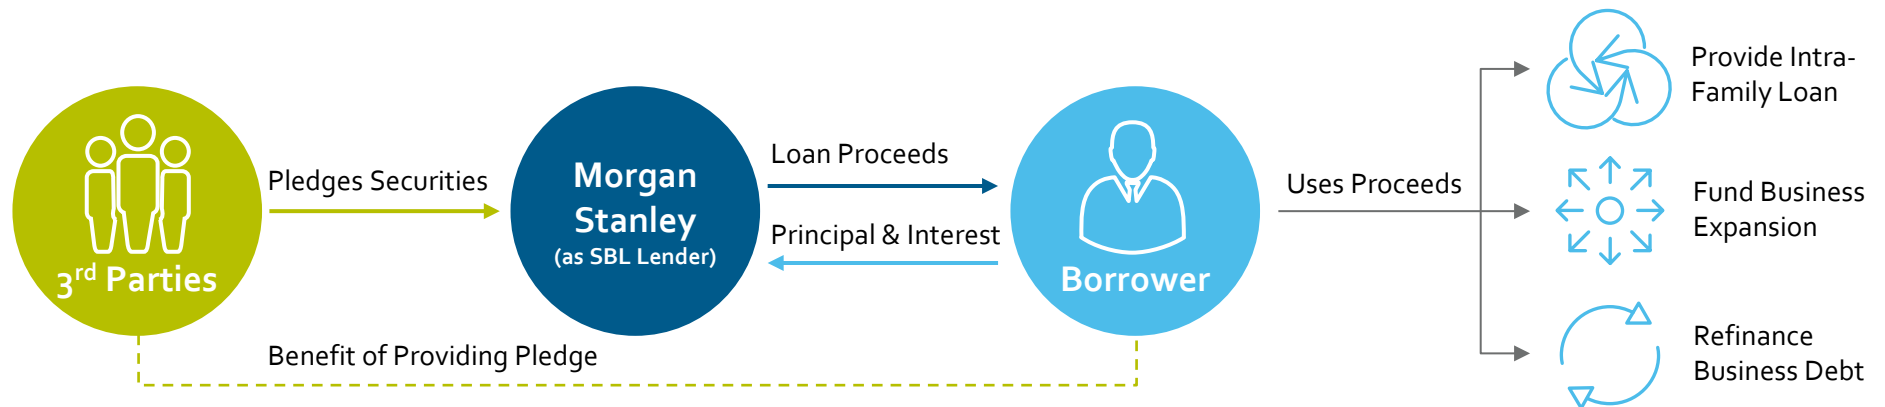 3rd Parties
Pledges Securities
Morgan
Stanley
(as SBL Lender)
Loan Proceeds
Principal & Interest
Borrower
Benefit of Providing Pledge
Uses Proceeds
Provide Intra-
Family Loan
Fund Business
Expansion
Refinance
Business Debt